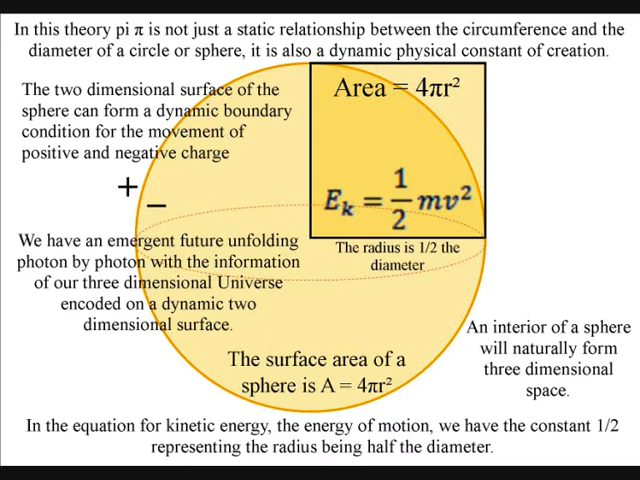 In this theory pi π is not just a static relationship between the circumference and the
diameter of a circle or sphere, it is also a dynamic physical constant of creation.
The two dimensional surface of the
sphere can form a dynamic boundary
condition for the movement of
positive and negative charge
+
−
Area = 4πr²
Eₖ = 1/2 mv²
The radius is 1/2 the
diameter
We have an emergent future unfolding
photon by photon with the information
of our three dimensional Universe
encoded on a dynamic two
dimensional surface.
An interior of a sphere
will naturally form
three dimensional
space.
The surface area of a
sphere is A = 4πr²
In the equation for kinetic energy, the energy of motion, we have the constant 1/2
representing the radius being half the diameter.